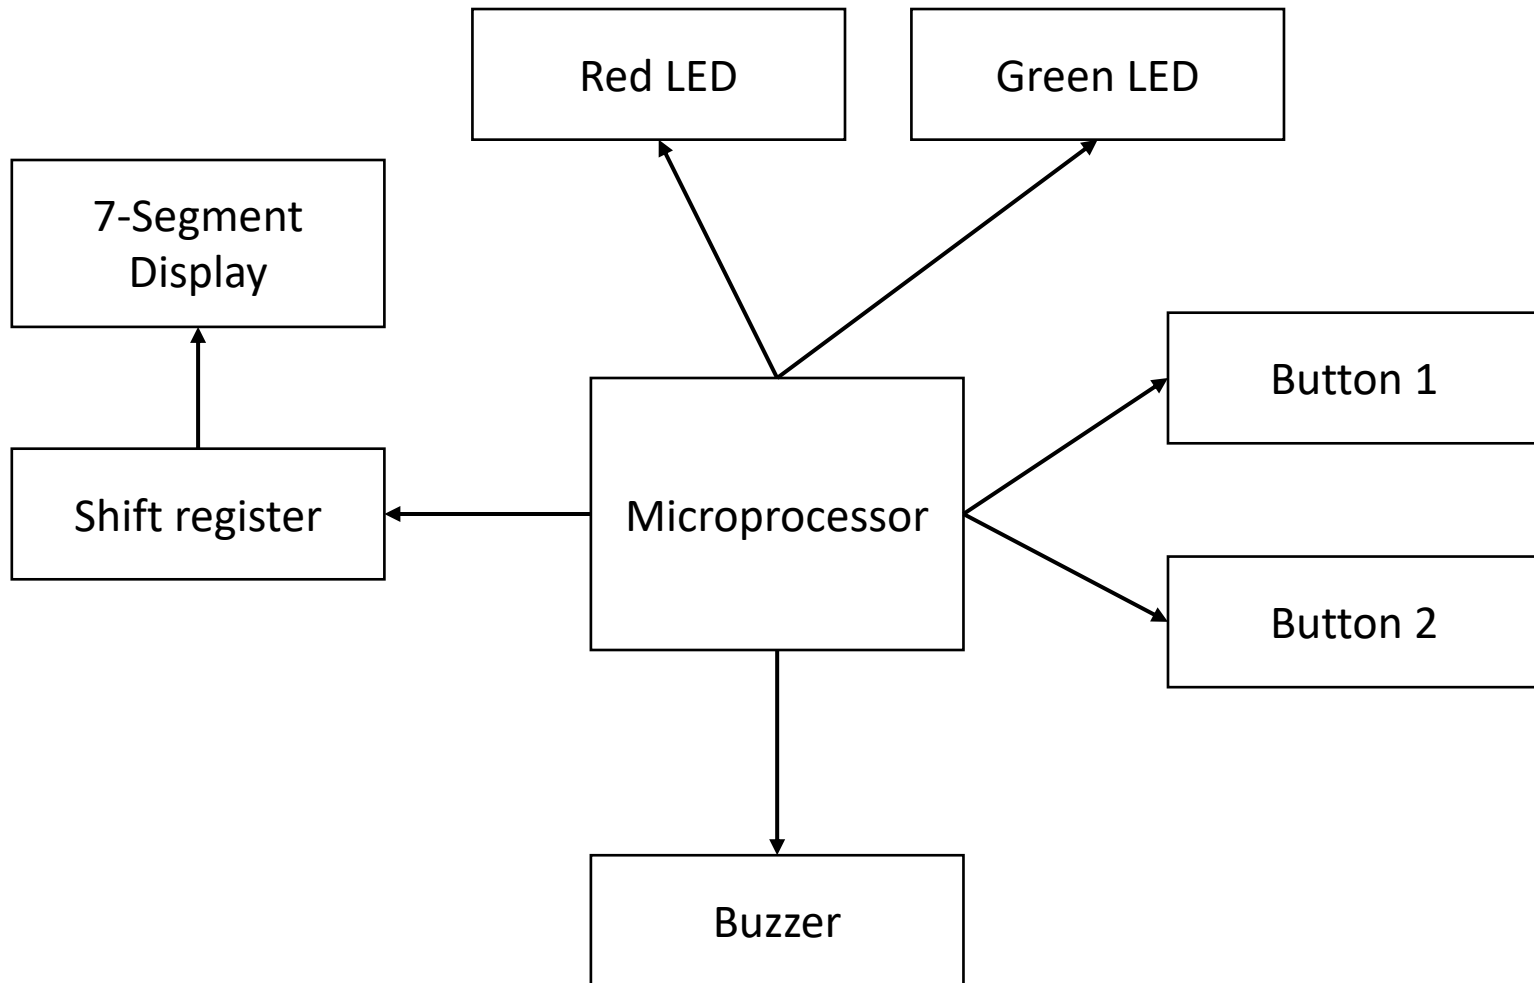 Red LED
Green LED
7-Segment
Display
Button 1
Shift register
Microprocessor
Button 2
Buzzer